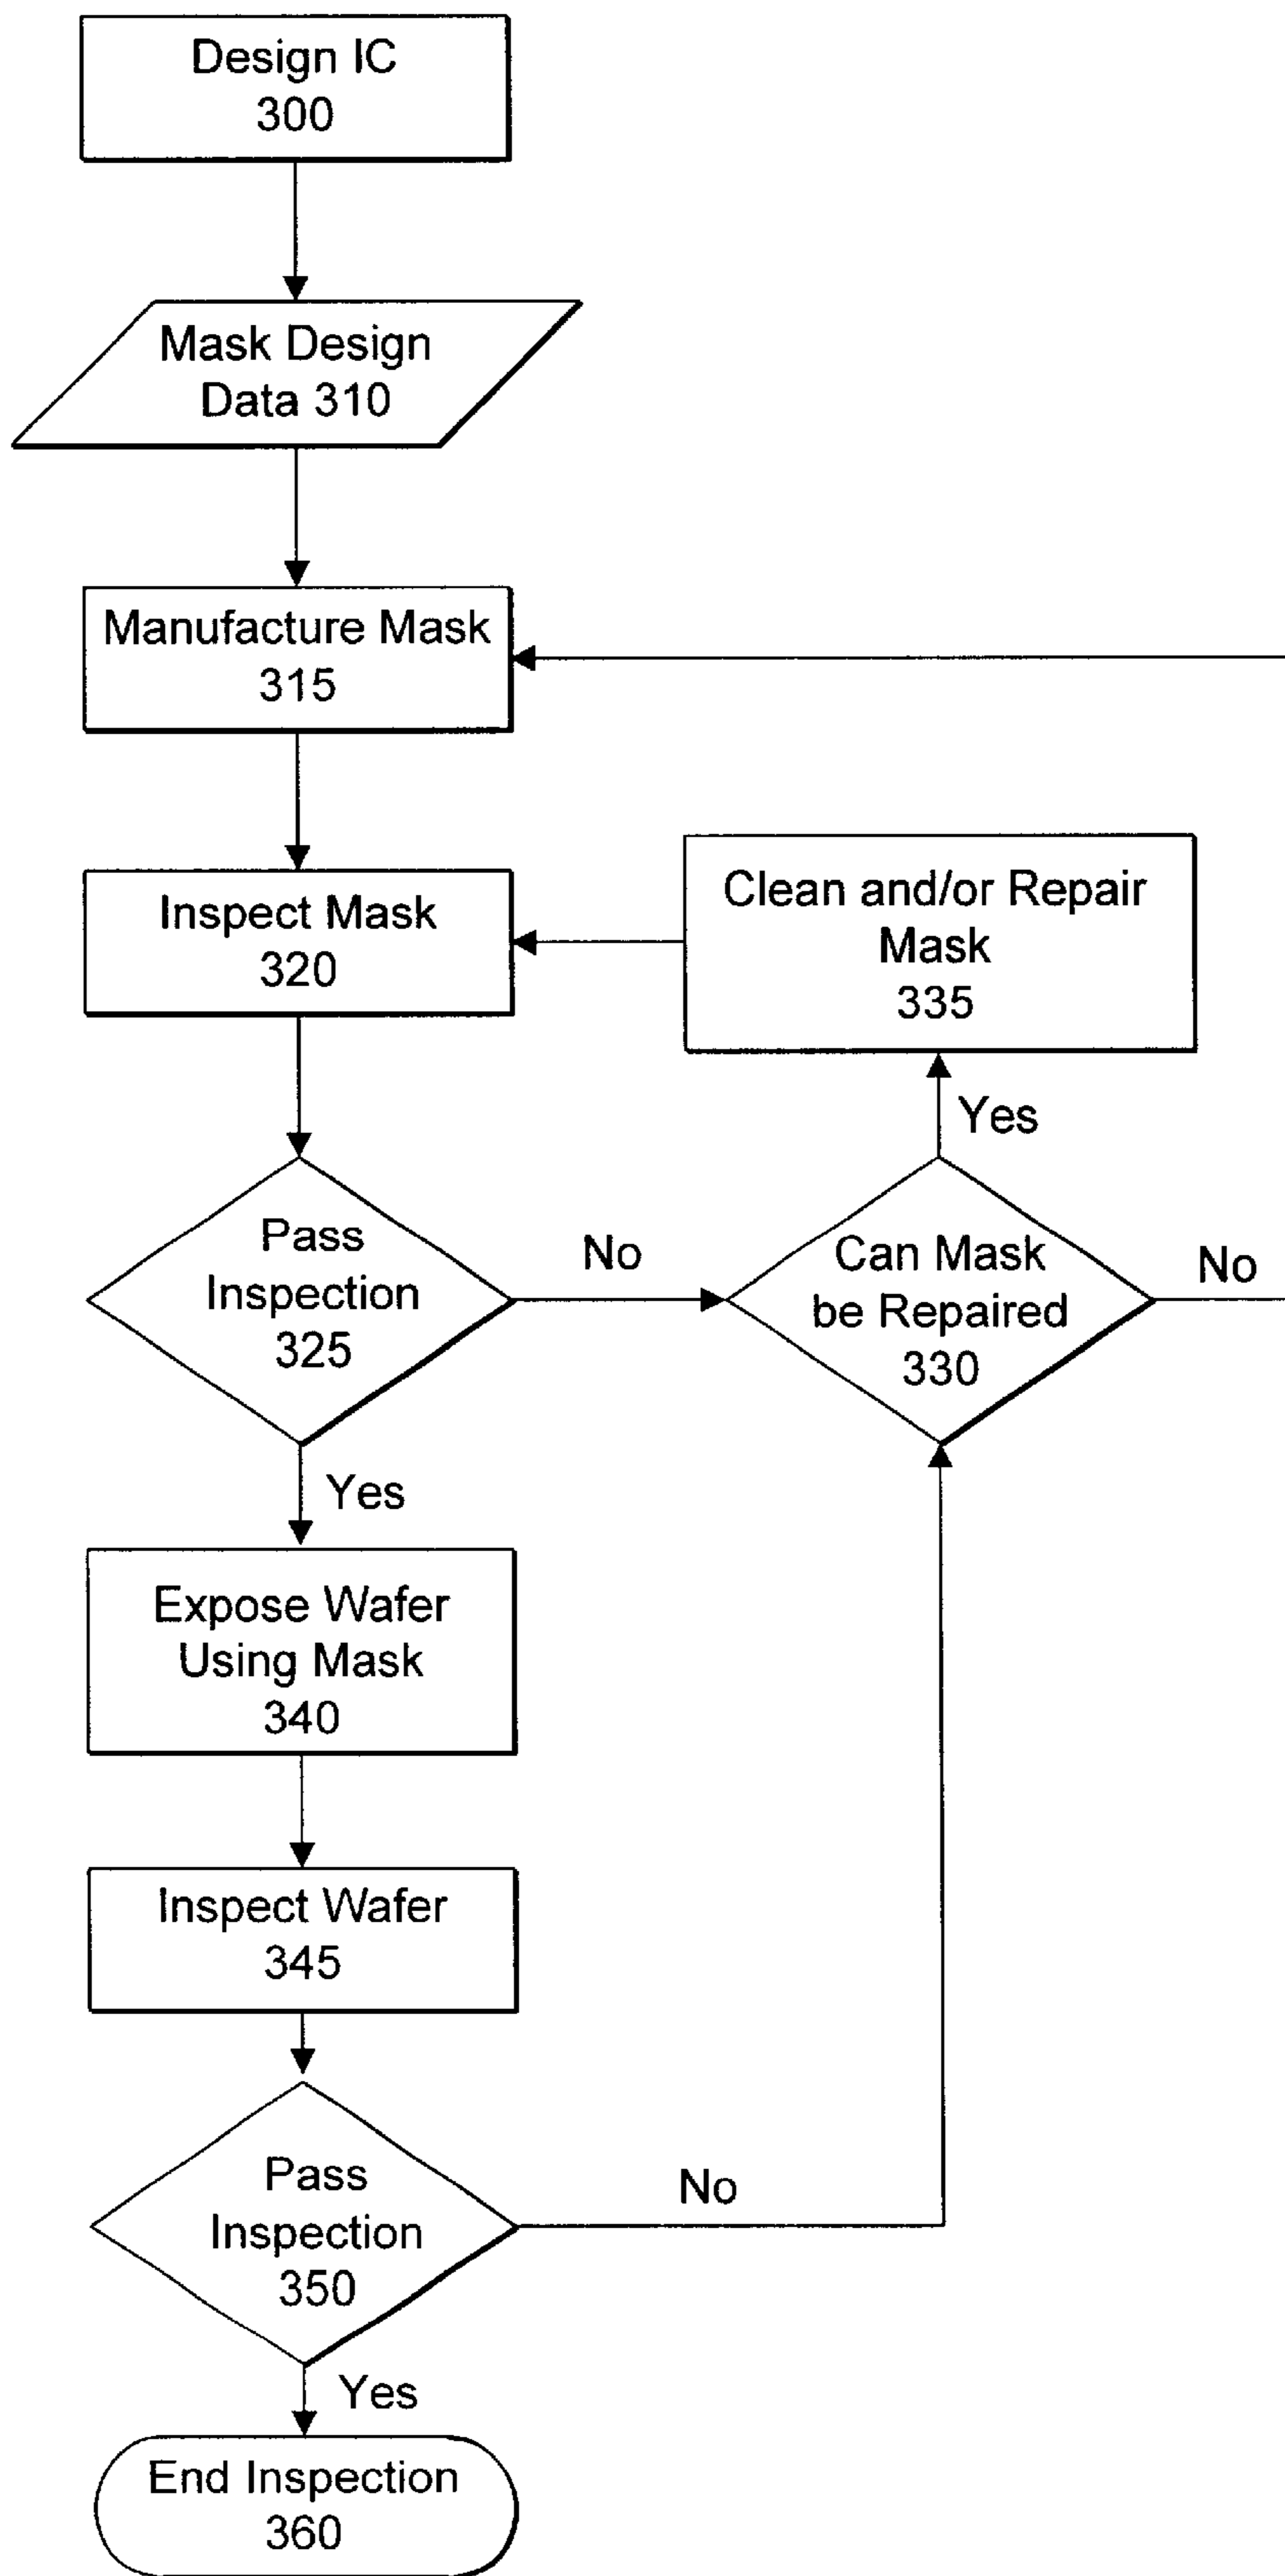 Design IC
300
Mask Design
Data 310
Manufacture Mask
315
Inspect Mask
320
Clean and/or Repair
Mask
335
Yes
Pass
Inspection
325
No
Can Mask
be Repaired
330
No
Yes
Expose Wafer
Using Mask
340
Inspect Wafer
345
Pass
Inspection
350
No
Yes
End Inspection
360